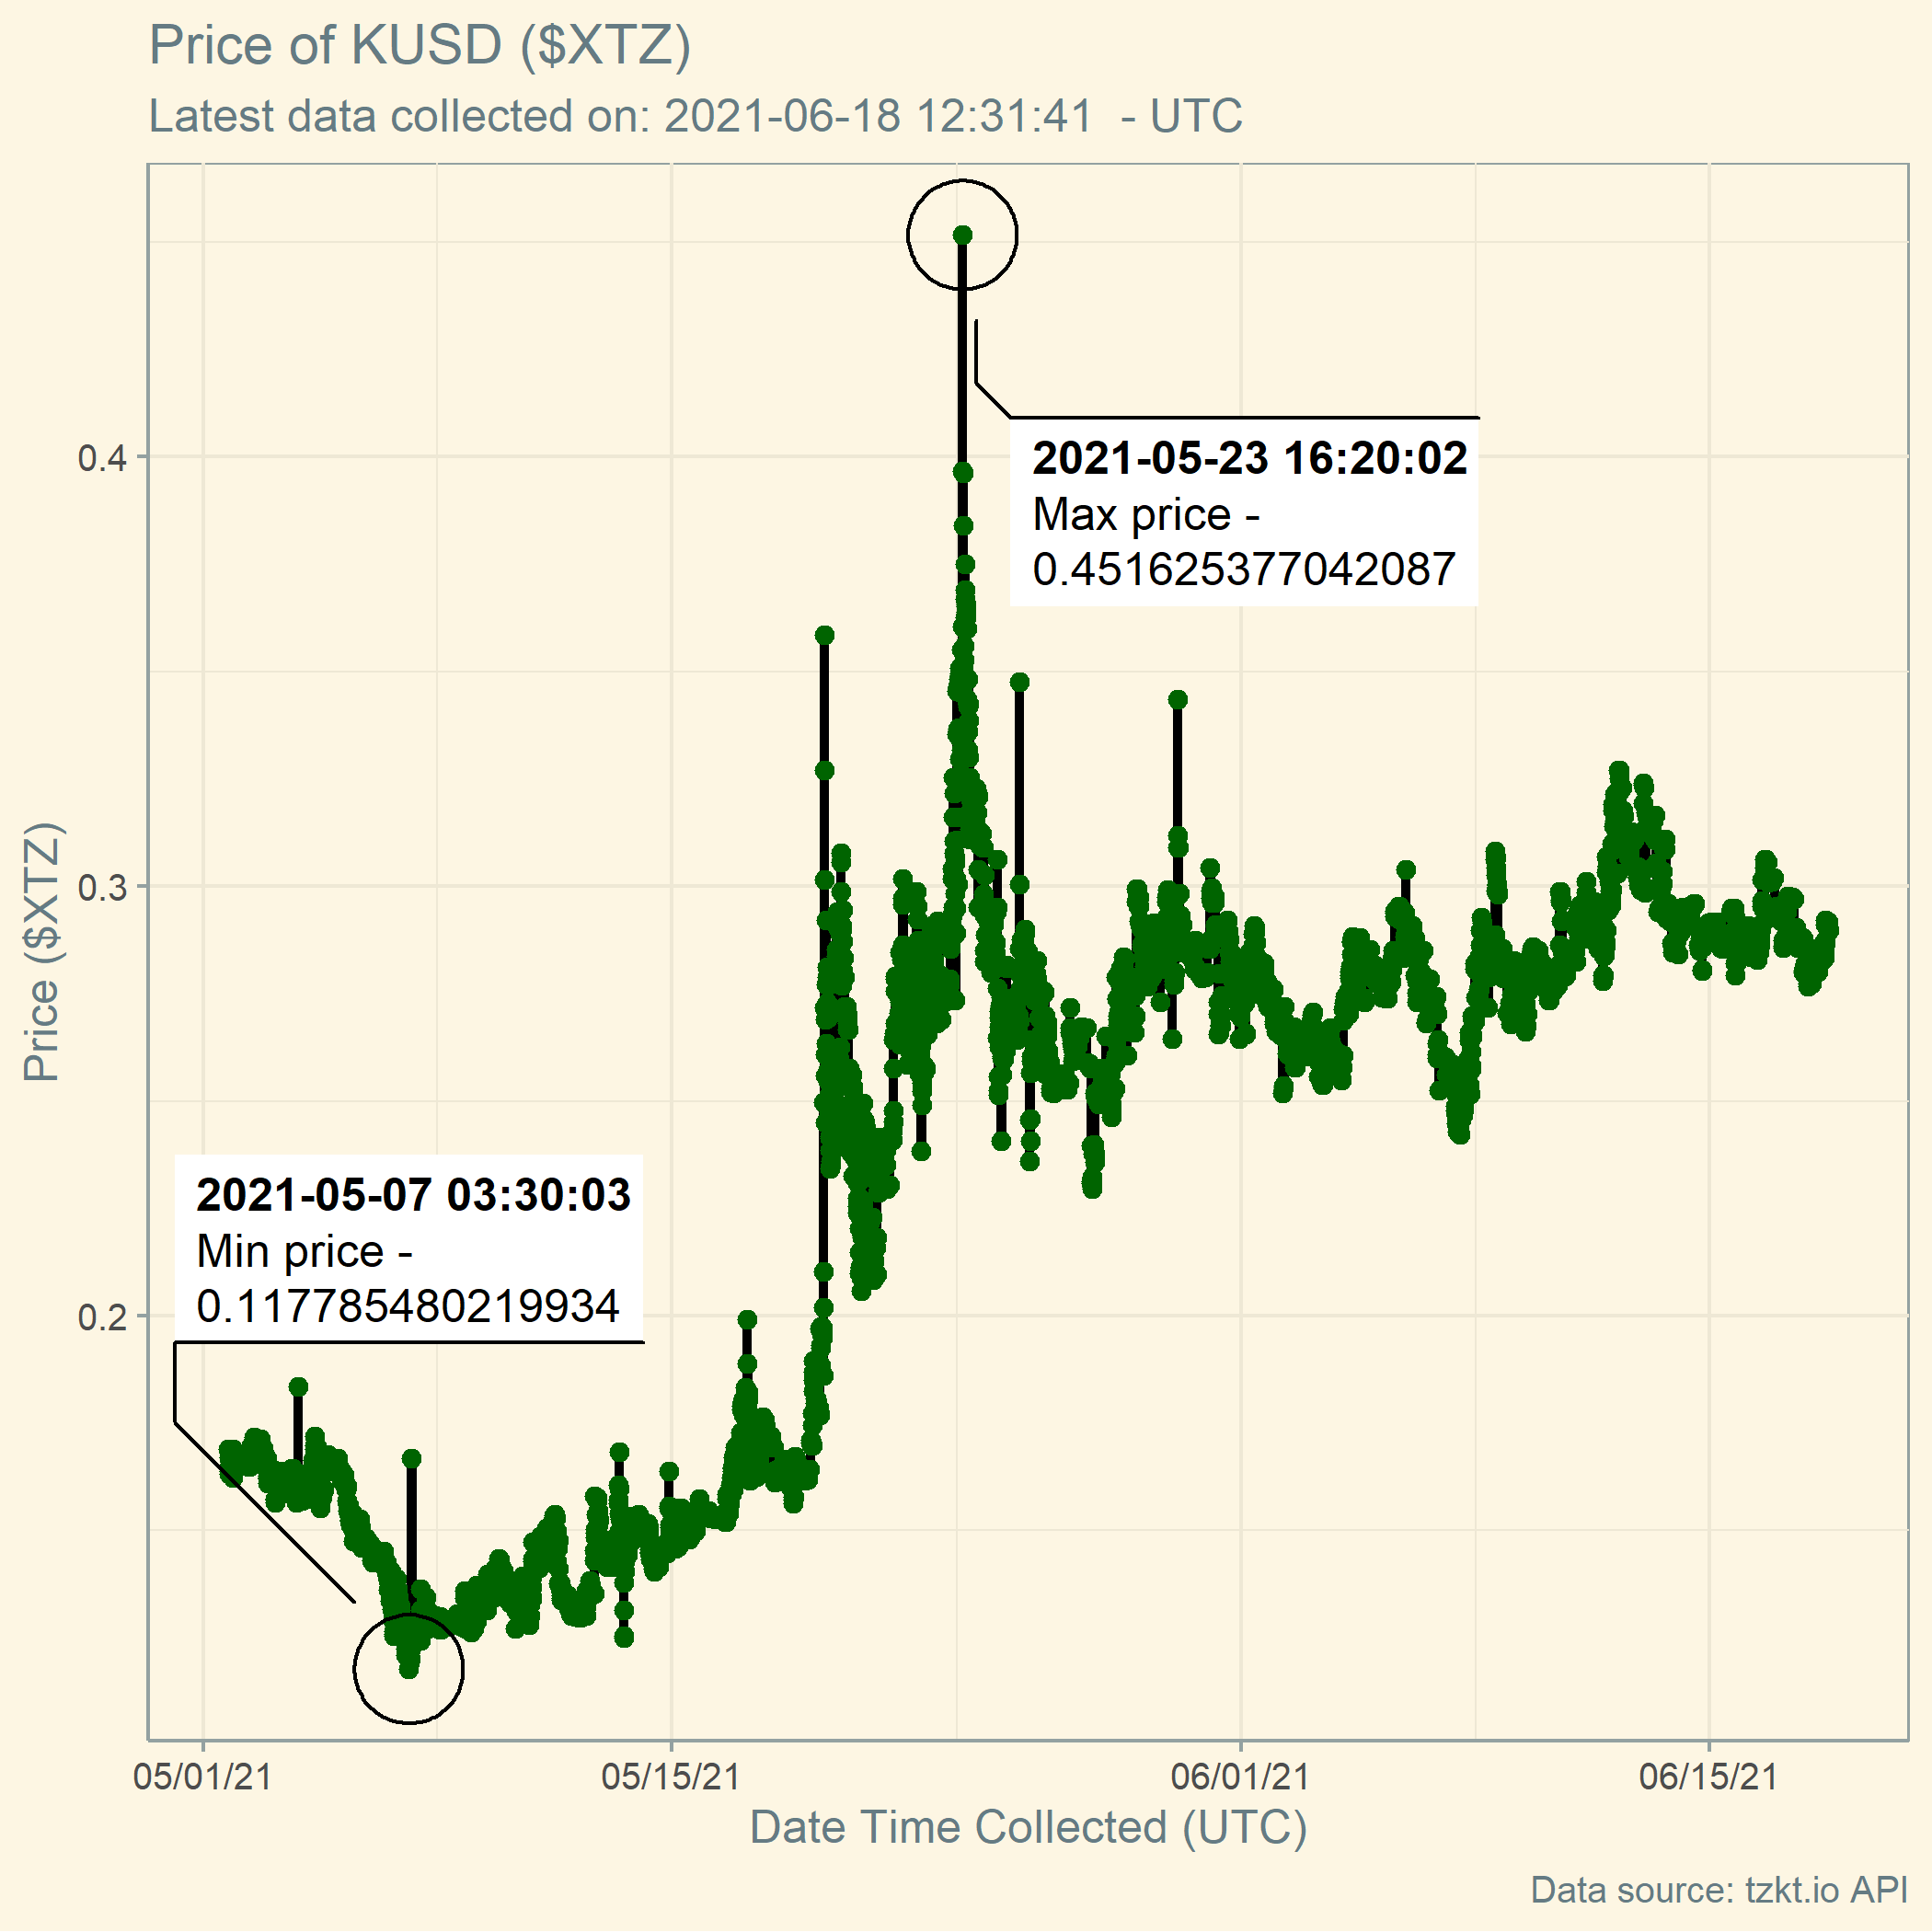 Price of KUSD ($XTZ)
Latest data collected on: 2021-06-18 12:31:41  - UTC
2021-05-23 16:20:02
Max price -
0.451625377042087
2021-05-07 03:30:03
Min price -
0.117785480219934
Price ($XTZ)
0.4
0.3
0.2
05/01/21
05/15/21
06/01/21
06/15/21
Date Time Collected (UTC)
Data source: tzkt.io API